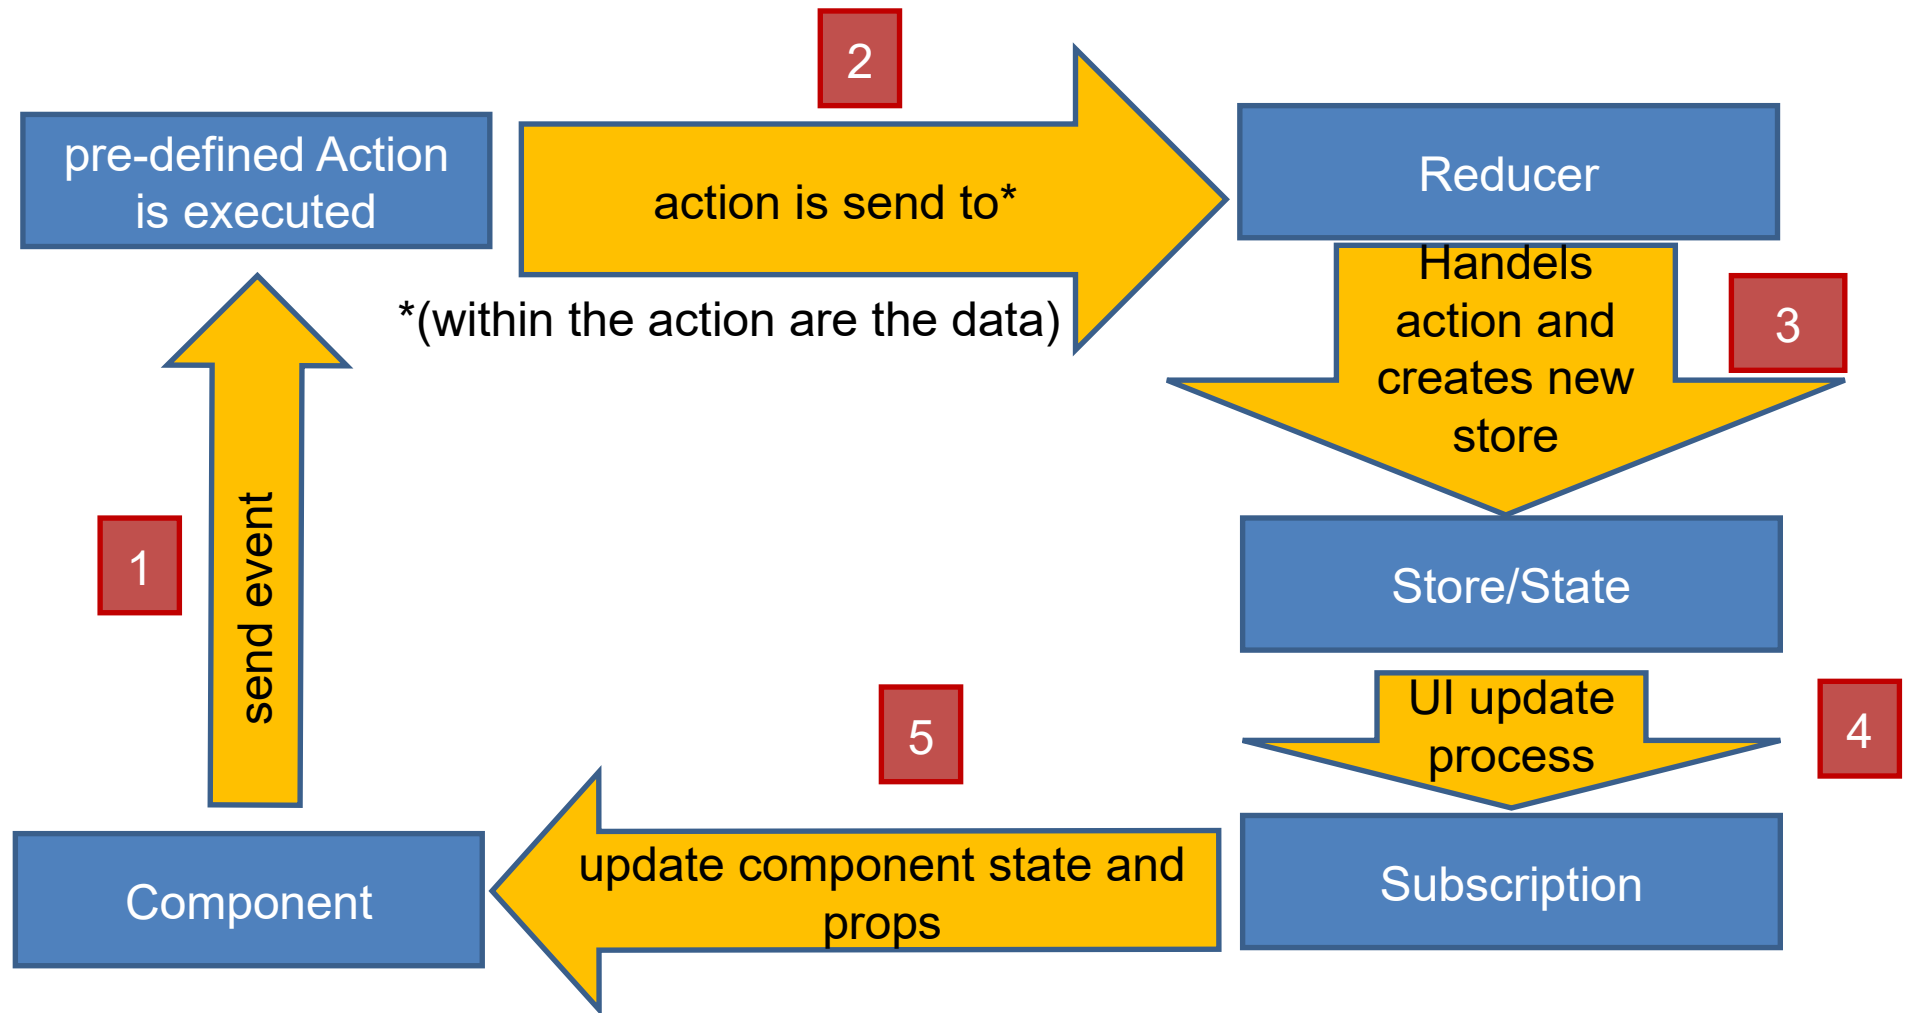 2
pre-defined Action
is executed
action is send to*
*(within the action are the data)
Reducer
Handels
action and
creates new
store
3
1
send event
Store/State
UI update
process
4
5
update component state and
props
Component
Subscription